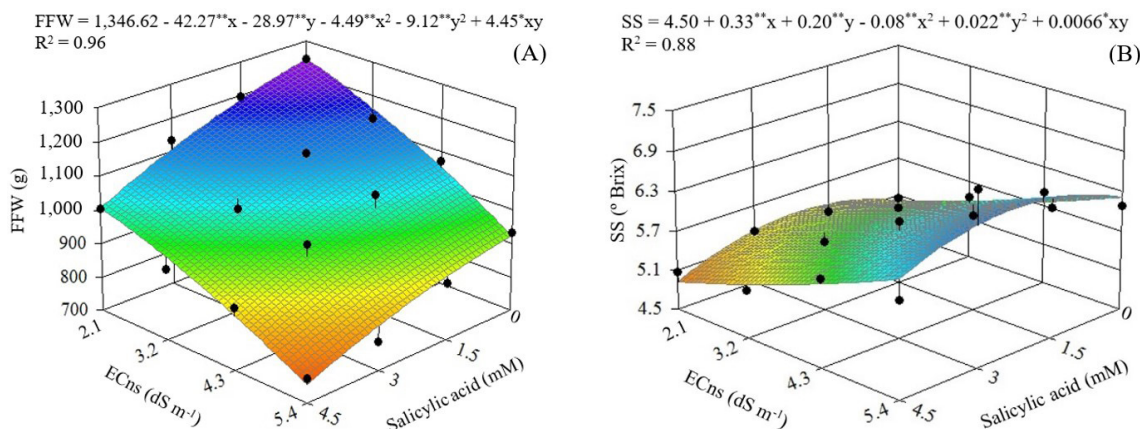 FFW = 1,346.62 - 42.27**x - 28.97**y - 4.49**x² - 9.12**y² + 4.45*xy
R² = 0.96
(A)
1,300
1,200
1,100
1,000
900
800
700
FFW (g)
2.1
3.2
4.3
5.4
ECns (dS m⁻¹)
4.5
3
1.5
0
Salicylic acid (mM)
SS = 4.50 + 0.33**x + 0.20**y - 0.08**x² + 0.022**y² + 0.0066*xy
R² = 0.88
(B)
7.5
6.9
6.3
5.7
5.1
4.5
SS (º Brix)
2.1
3.2
4.3
5.4
ECns (dS m⁻¹)
4.5
3
1.5
0
Salicylic acid (mM)